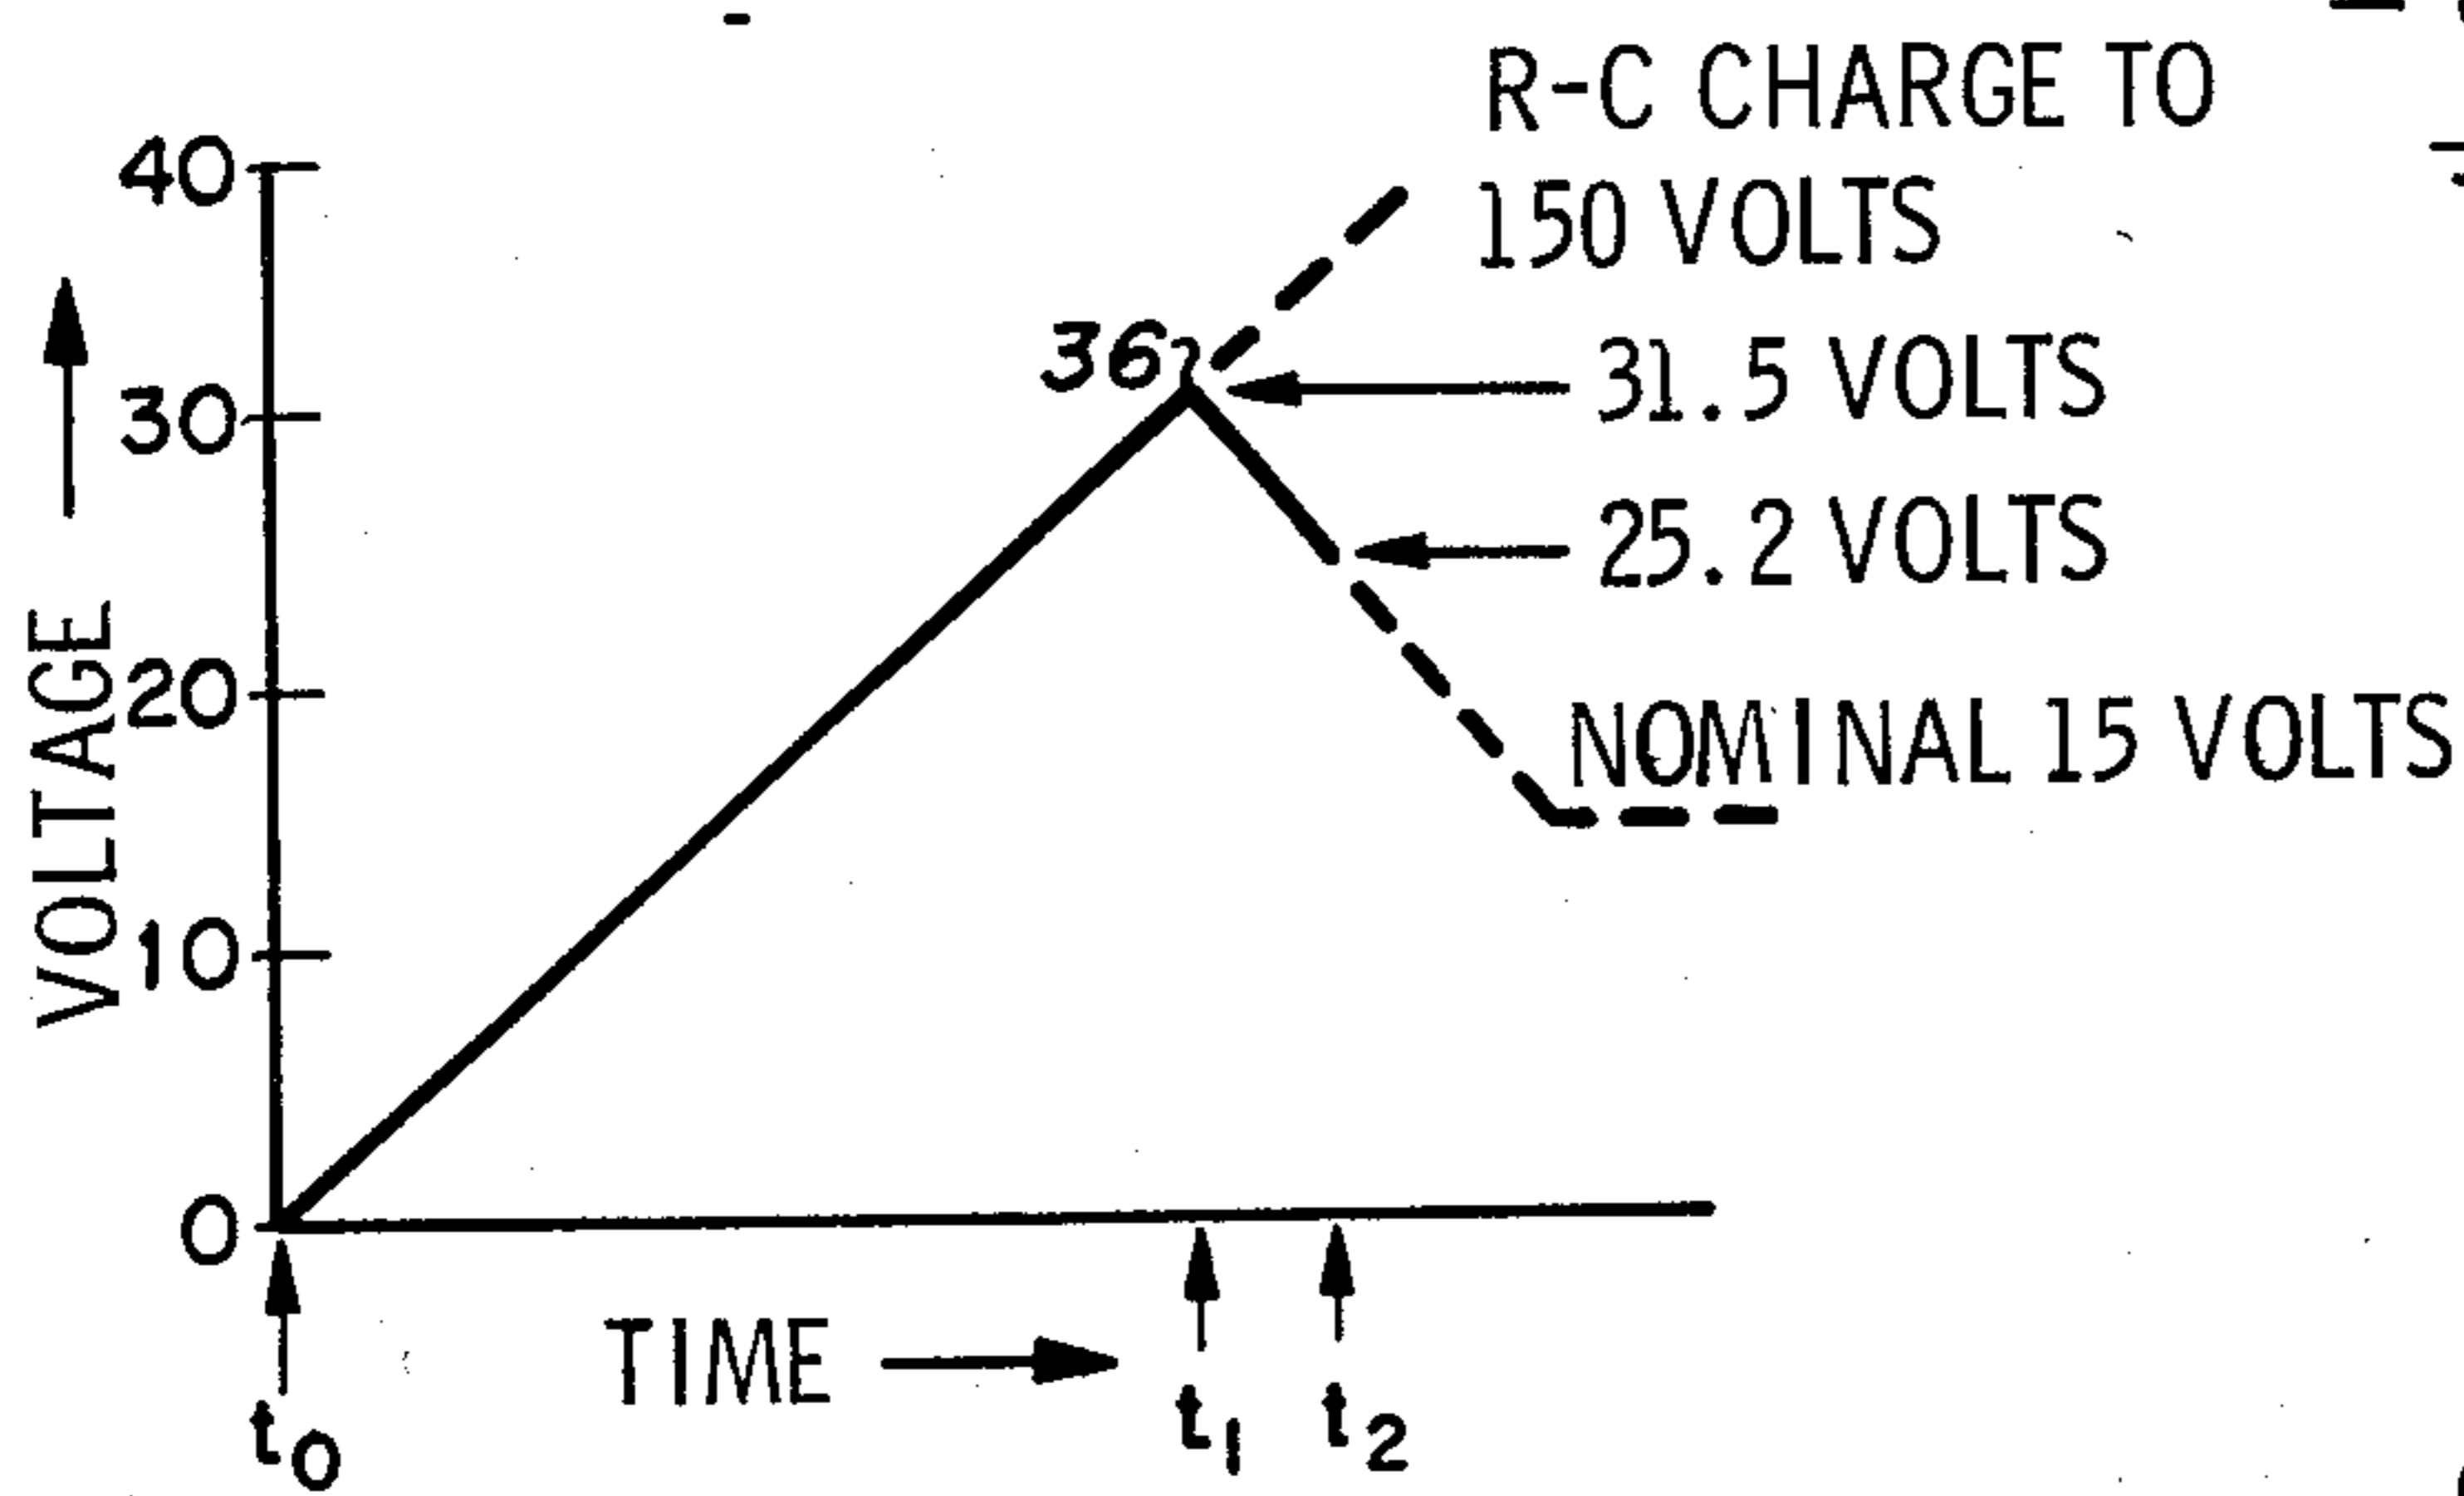 R-C CHARGE TO
150 VOLTS
40
36
31.5 VOLTS
30
25.2 VOLTS
VOLTAGE
20
NOMINAL 15 VOLTS
10
0
TIME
t0
t1
t2